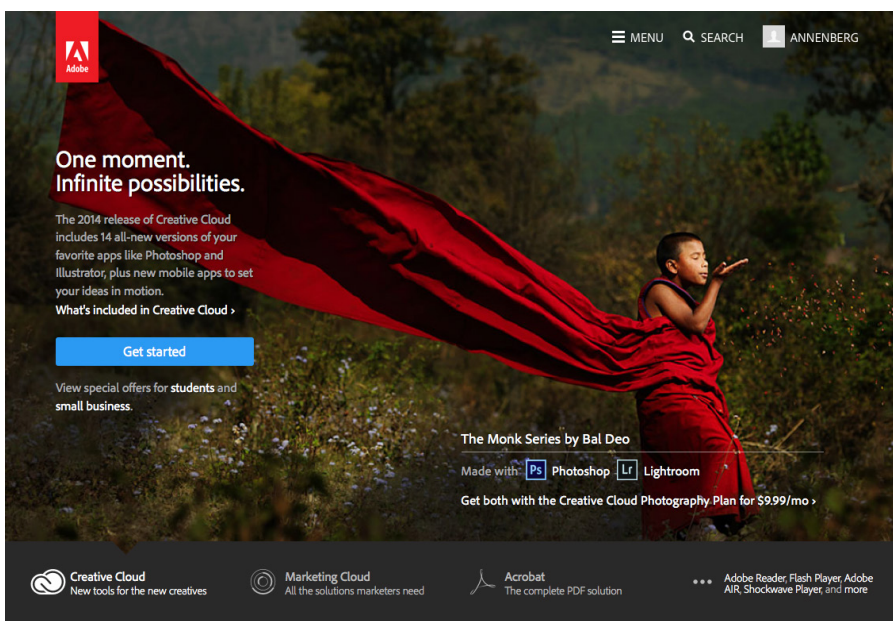 Adobe
MENU
SEARCH
ANNENBERG
One moment.
Infinite possibilities.
The 2014 release of Creative Cloud
includes 14 all-new versions of your
favorite apps like Photoshop and
Illustrator, plus new mobile apps to set
your ideas in motion.
What's included in Creative Cloud ›
Get started
View special offers for students and
small business.
The Monk Series by Bal Deo
Made with Ps Photoshop Lr Lightroom
Get both with the Creative Cloud Photography Plan for $9.99/mo ›
Creative Cloud
New tools for the new creatives
Marketing Cloud
All the solutions marketers need
Acrobat
The complete PDF solution
Adobe Reader, Flash Player, Adobe
AIR, Shockwave Player, and more